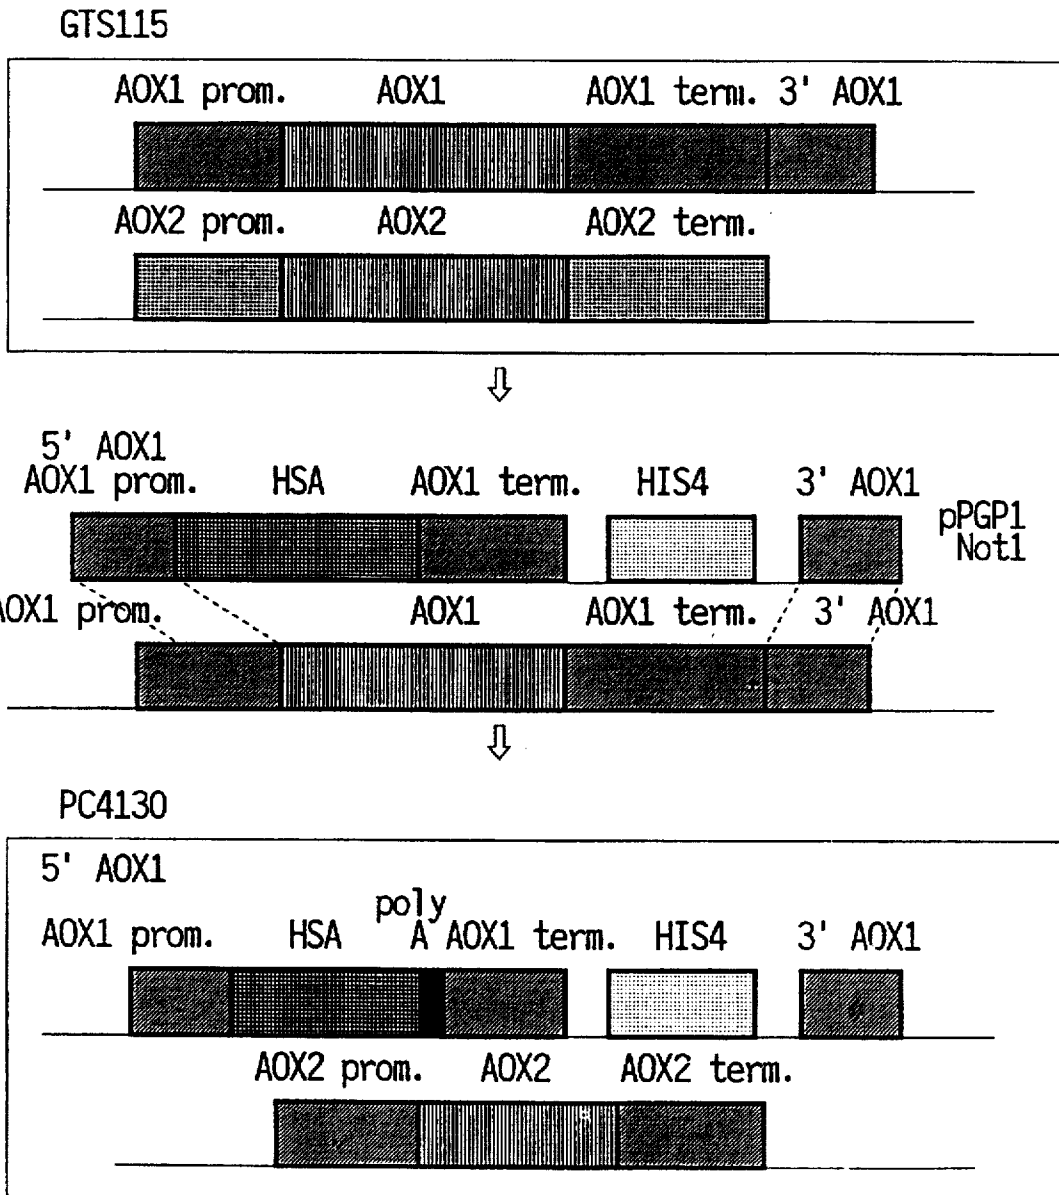 GTS115
AOX1 prom. AOX1 AOX1 term. 3' AOX1
AOX2 prom. AOX2 AOX2 term.
5' AOX1
AOX1 prom. HSA AOX1 term. HIS4 3' AOX1
pPGP1
Not1
AOX1 prom. AOX1 AOX1 term. 3' AOX1
PC4130
5' AOX1
poly
AOX1 prom. HSA A AOX1 term. HIS4 3' AOX1
AOX2 prom. AOX2 AOX2 term.